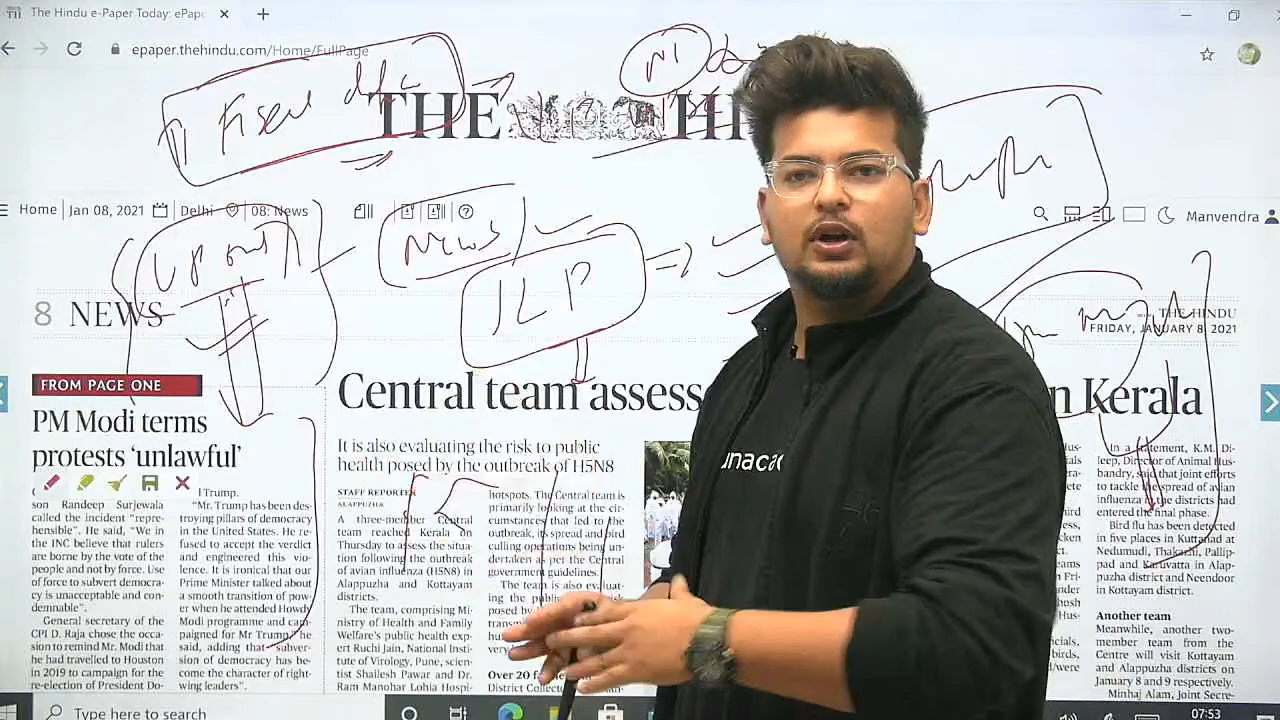 The Hindu e-Paper Today: ePape
epaper.thehindu.com/Home/FullPage
Fiscal
NI
THE HI
Home Jan 08, 2021 Delhi 08: News
Manvendra
News
ILP
8 NEWS
THE HINDU
FRIDAY, JANUARY 8, 2021
FROM PAGE ONE
PM Modi terms
protests ‘unlawful’
l Trump.
son Randeep Surjewala
called the incident “repre-
hensible”. He said, “We in
the INC believe that rulers
are borne by the vote of the
people and not by force. Use
of force to subvert democra-
cy is unacceptable and con-
demnable”.
General secretary of the
CPI D. Raja chose the occa-
sion to remind Mr. Modi that
he had travelled to Houston
in 2019 to campaign for the
re-election of President Do-
“Mr. Trump has been des-
troying pillars of democracy
in the United States. He re-
fused to accept the verdict
and engineered this vio-
lence. It is ironical that our
Prime Minister talked about
a smooth transition of pow-
er when he attended Howdy
Modi programme and cam-
paigned for Mr Trump,” he
said, adding that “subver-
sion of democracy has be-
come the character of right-
wing leaders”.
Central team assess
n Kerala
It is also evaluating the risk to public
health posed by the outbreak of H5N8
STAFF REPORTER
ALAPPUZHA
A three-member Central
team reached Kerala on
Thursday to assess the situa-
tion following the outbreak
of avian influenza (H5N8) in
Alappuzha and Kottayam
districts.
The team, comprising Mi-
nistry of Health and Family
Welfare’s public health exp-
ert Ruchi Jain, National Insti-
tute of Virology, Pune, scien-
tist Shailesh Pawar and Dr.
Ram Manohar Lohia Hospi-
hotspots. The Central team is
primarily looking at the cir-
cumstances that led to the
outbreak, its spread and bird
culling operations being un-
dertaken as per the Central
government guidelines.
The team is also evaluat-
ing the public
posed by
transm
hu
very
Over 20 f
District Collector
unacad
In a statement, K.M. Di-
leep, Director of Animal Hus-
bandry, said that joint efforts
to tackle the spread of avian
influenza in the districts had
entered the final phase.
Bird flu has been detected
in five places in Kuttanad at
Nedumudi, Thakazhi, Pallip-
pad and Karuvatta in Alap-
puzha district and Neendoor
in Kottayam district.
Another team
Meanwhile, another two-
member team from the
Centre will visit Kottayam
and Alappuzha districts on
January 8 and 9 respectively.
Minhaj Alam, Joint Secre-
Type here to search
07:53